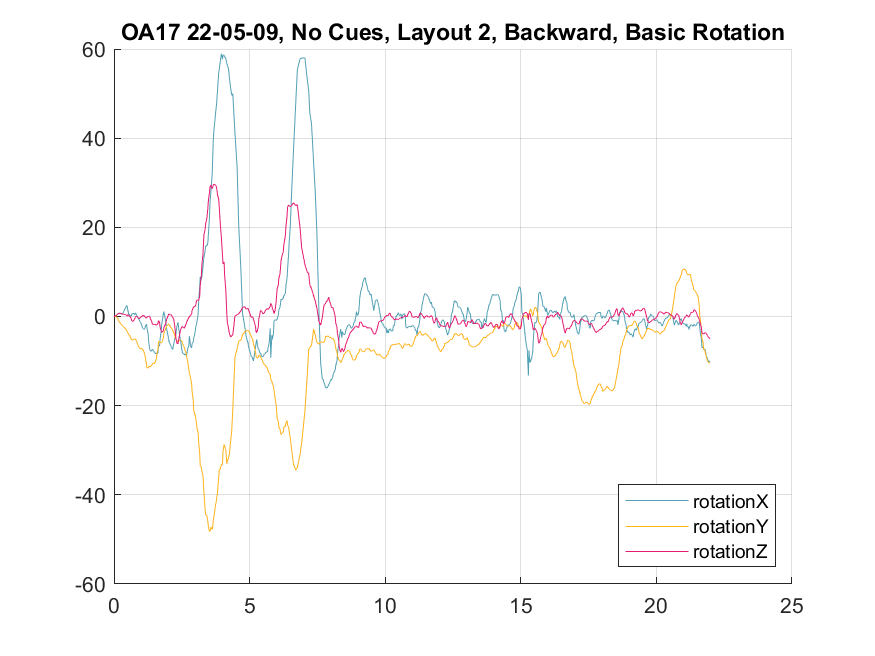 OA17 22-05-09, No Cues, Layout 2, Backward, Basic Rotation
60
40
20
0
-20
-40
-60
0 5 10 15 20 25
rotationX
rotationY
rotationZ